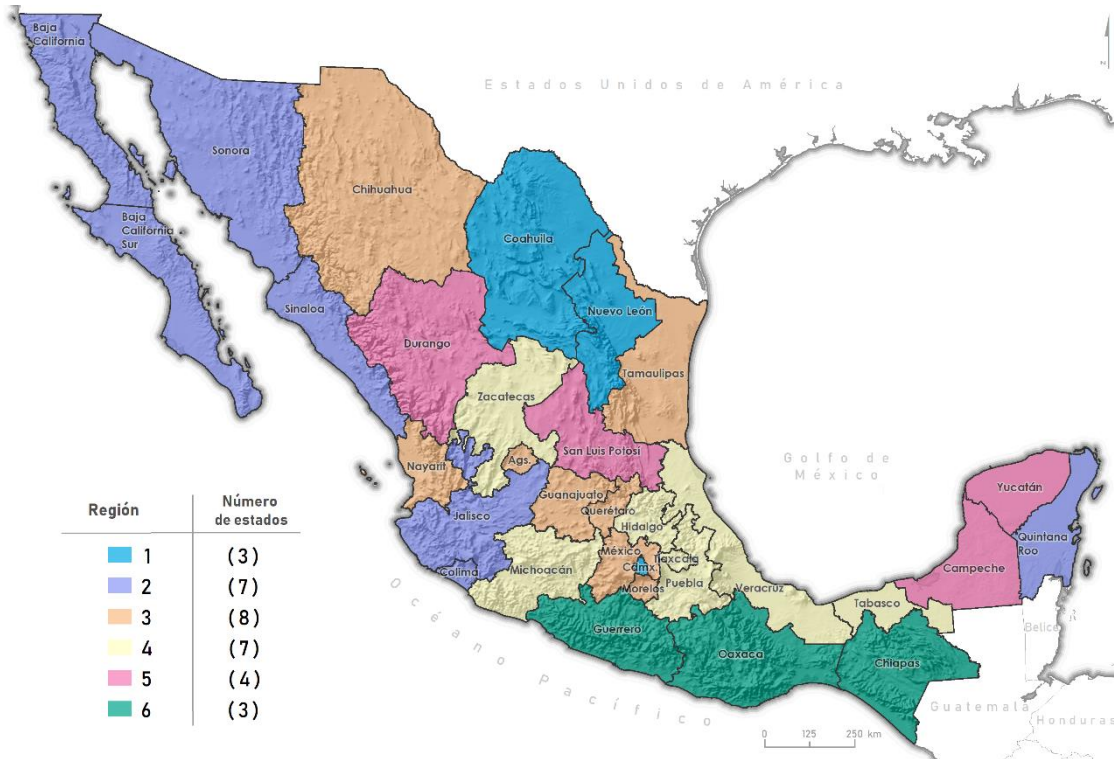 Baja
California
Estados Unidos de América
N
Sonora
Chihuahua
Baja
California
Sur
Coahuila
Sinaloa
Nuevo León
Durango
Tamaulipas
Zacatecas
San Luis Potosí
Ags.
Nayarit
Golfo de
México
Yucatán
Guanajuato
Querétaro
Jalisco
Hidalgo
Quintana
Roo
México
Tlaxcala
Cdmx.
Colima
Michoacán
Morelos
Puebla
Veracruz
Campeche
Tabasco
Belice
Guerrero
Oaxaca
Chiapas
Océano Pacífico
Guatemala
Honduras
Región
Número
de estados
1 (3)
2 (7)
3 (8)
4 (7)
5 (4)
6 (3)
0 125 250 km